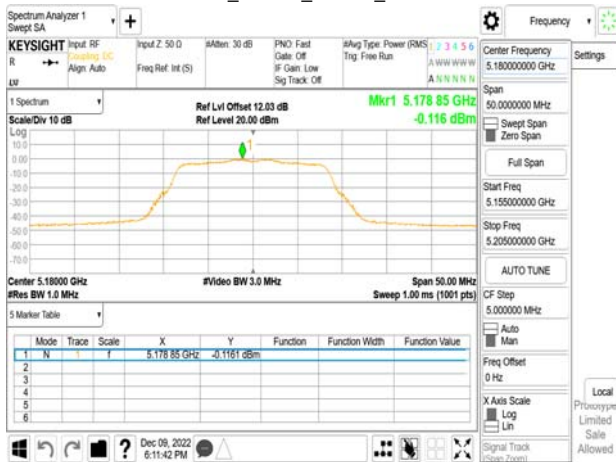 Spectrum Analyzer 1
Swept SA
Frequency
KEYSIGHT
Input: RF
Coupling: DC
Align: Auto
Input Z: 50 Ω
Freq Ref: Int (S)
#Atten: 30 dB
PNO: Fast
Gate: Off
IF Gain: Low
Sig Track: Off
#Avg Type: Power (RMS
Trig: Free Run
1 2 3 4 5 6
A W W W W W
A N N N N N
R
LXI
Center Frequency
5.180000000 GHz
Settings
1 Spectrum
Scale/Div 10 dB
Ref Lvl Offset 12.03 dB
Ref Level 20.00 dBm
Mkr1 5.178 85 GHz
-0.116 dBm
Span
50.0000000 MHz
Swept Span
Zero Span
Full Span
Start Freq
5.155000000 GHz
Stop Freq
5.205000000 GHz
AUTO TUNE
CF Step
5.000000 MHz
Auto
Man
Freq Offset
0 Hz
X Axis Scale
Log
Lin
Signal Track
(Span Zoom)
Local
Prototype
Limited
Sale
Allowed
Log
10.0
0.00
-10.0
-20.0
-30.0
-40.0
-50.0
-60.0
-70.0
1
Center 5.18000 GHz
#Res BW 1.0 MHz
#Video BW 3.0 MHz
Span 50.00 MHz
Sweep 1.00 ms (1001 pts)
5 Marker Table
Mode Trace Scale X Y Function Function Width Function Value
1 N 1 f 5.178 85 GHz -0.1161 dBm
2
3
4
5
6
?
Dec 09, 2022
6:11:42 PM